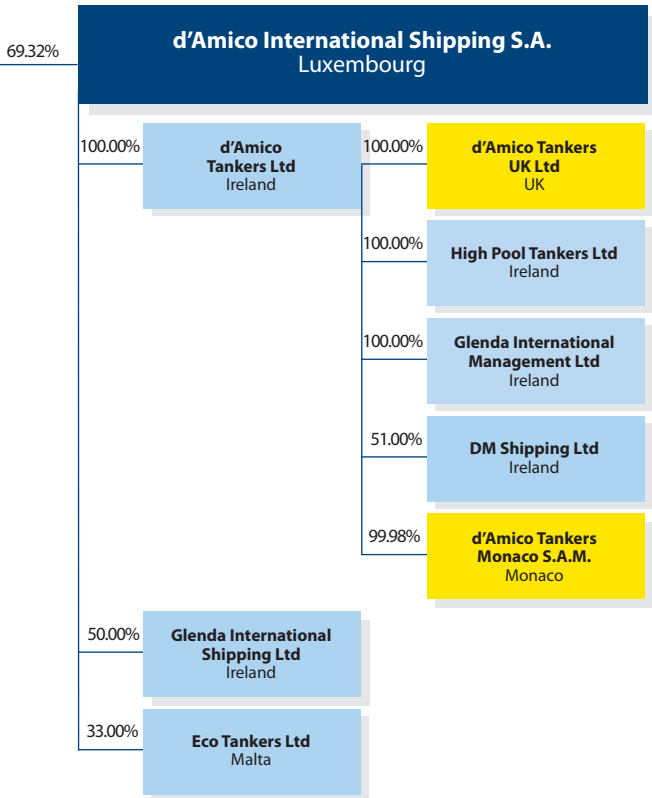 69.32%
d’Amico International Shipping S.A.
Luxembourg
100.00%
d’Amico
Tankers Ltd
Ireland
100.00%
d’Amico Tankers
UK Ltd
UK
100.00%
High Pool Tankers Ltd
Ireland
100.00%
Glenda International
Management Ltd
Ireland
51.00%
DM Shipping Ltd
Ireland
99.98%
d’Amico Tankers
Monaco S.A.M.
Monaco
50.00%
Glenda International
Shipping Ltd
Ireland
33.00%
Eco Tankers Ltd
Malta